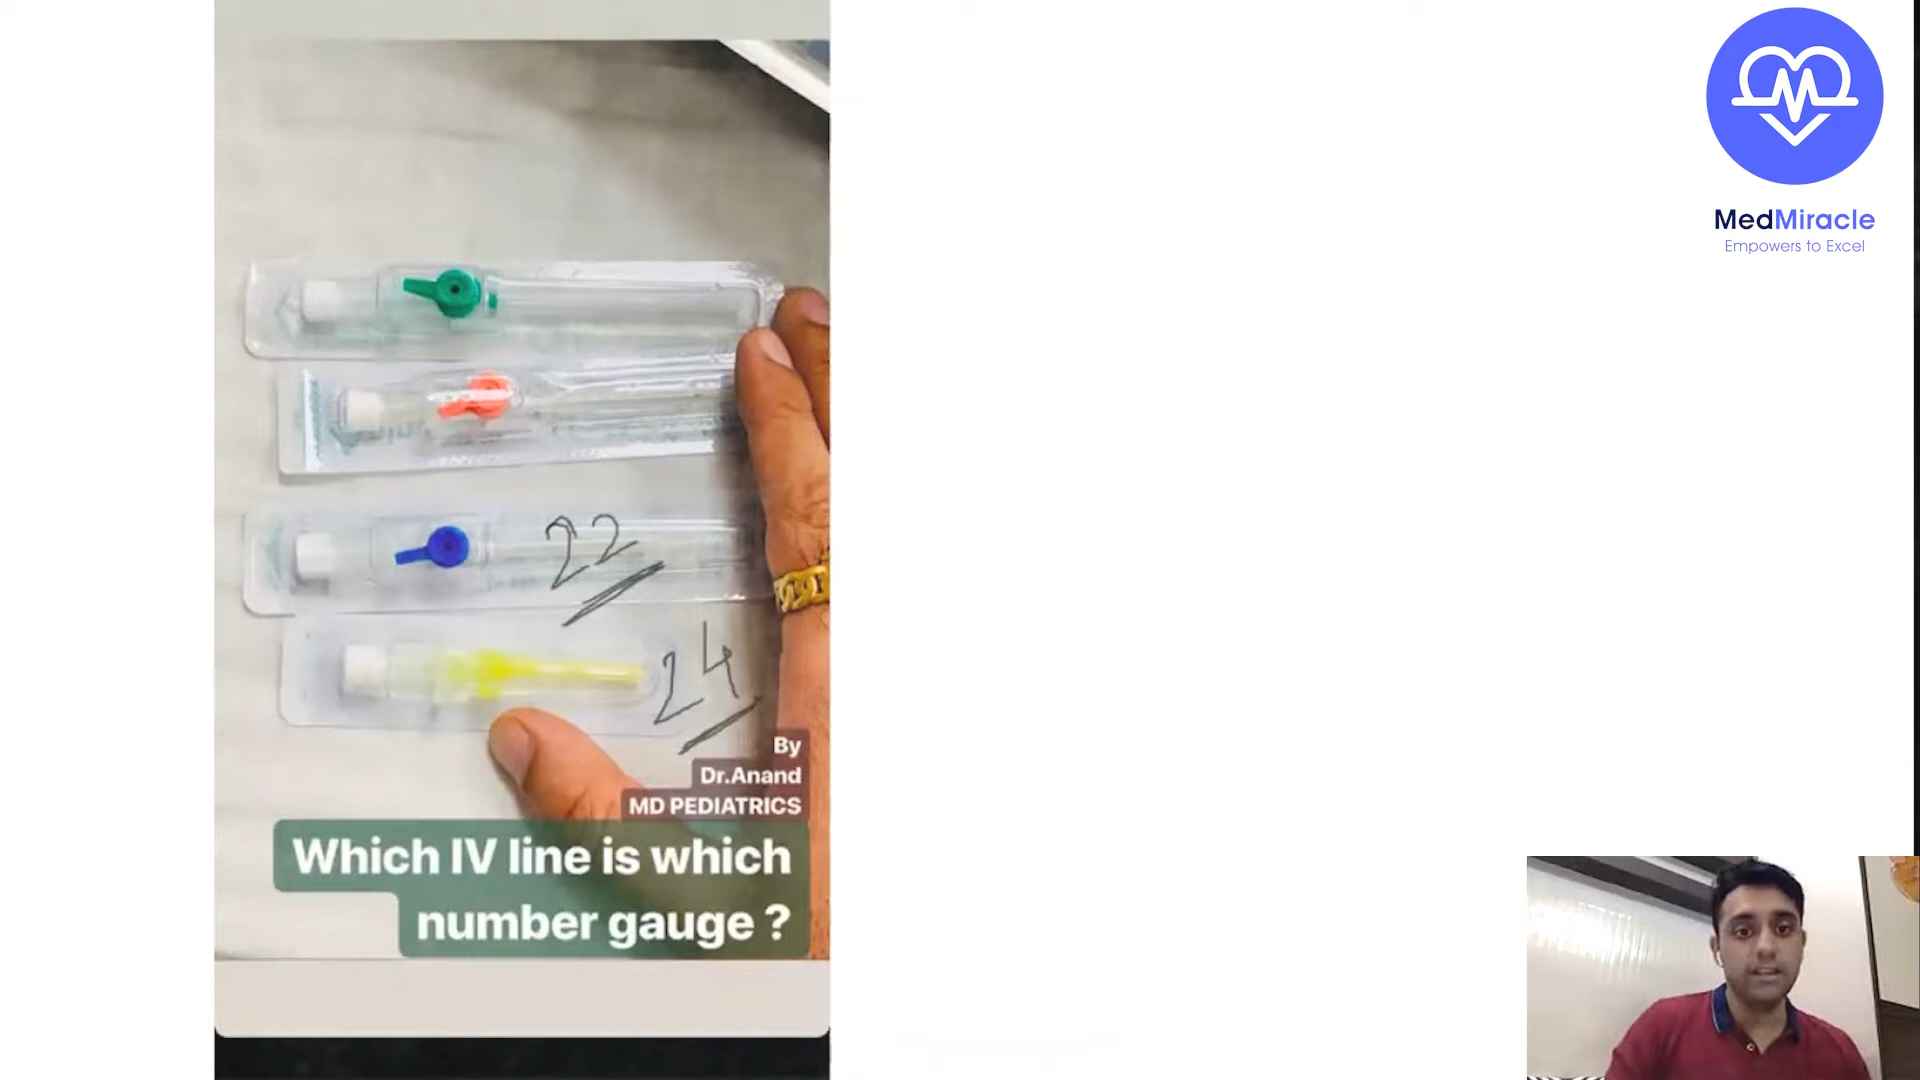 MedMiracle
Empowers to Excel
22
24
By
Dr.Anand
MD PEDIATRICS
Which IV line is which
number gauge ?